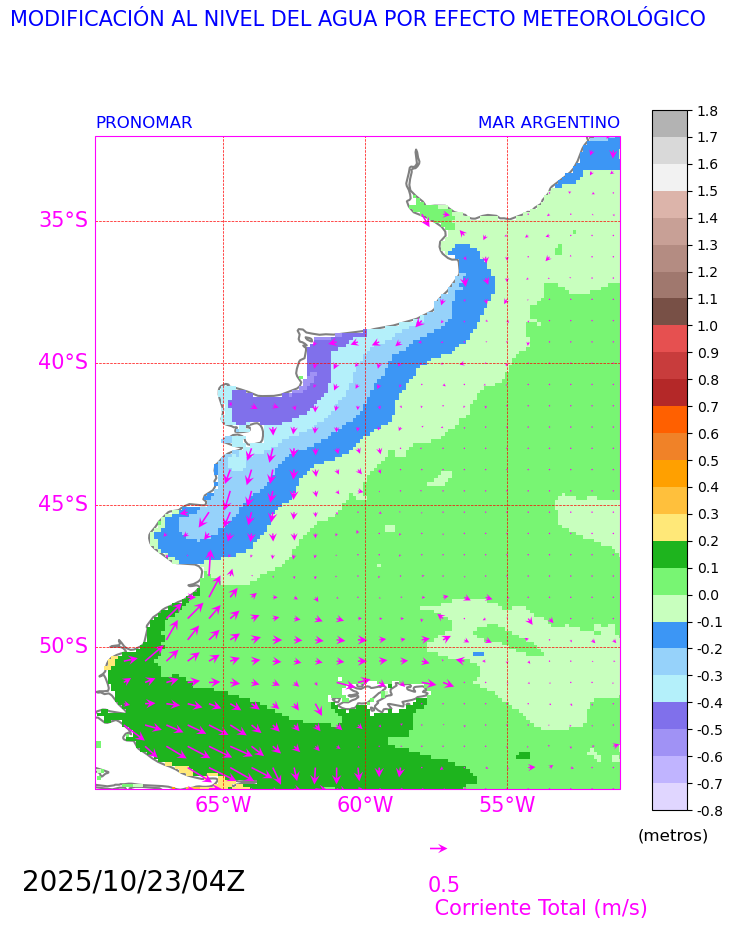 MODIFICACIÓN AL NIVEL DEL AGUA POR EFECTO METEOROLÓGICO
PRONOMAR MAR ARGENTINO
35°S
40°S
45°S
50°S
65°W 60°W 55°W
1.8
1.7
1.6
1.5
1.4
1.3
1.2
1.1
1.0
0.9
0.8
0.7
0.6
0.5
0.4
0.3
0.2
0.1
0.0
-0.1
-0.2
-0.3
-0.4
-0.5
-0.6
-0.7
-0.8
(metros)
2025/10/23/04Z
0.5
Corriente Total (m/s)